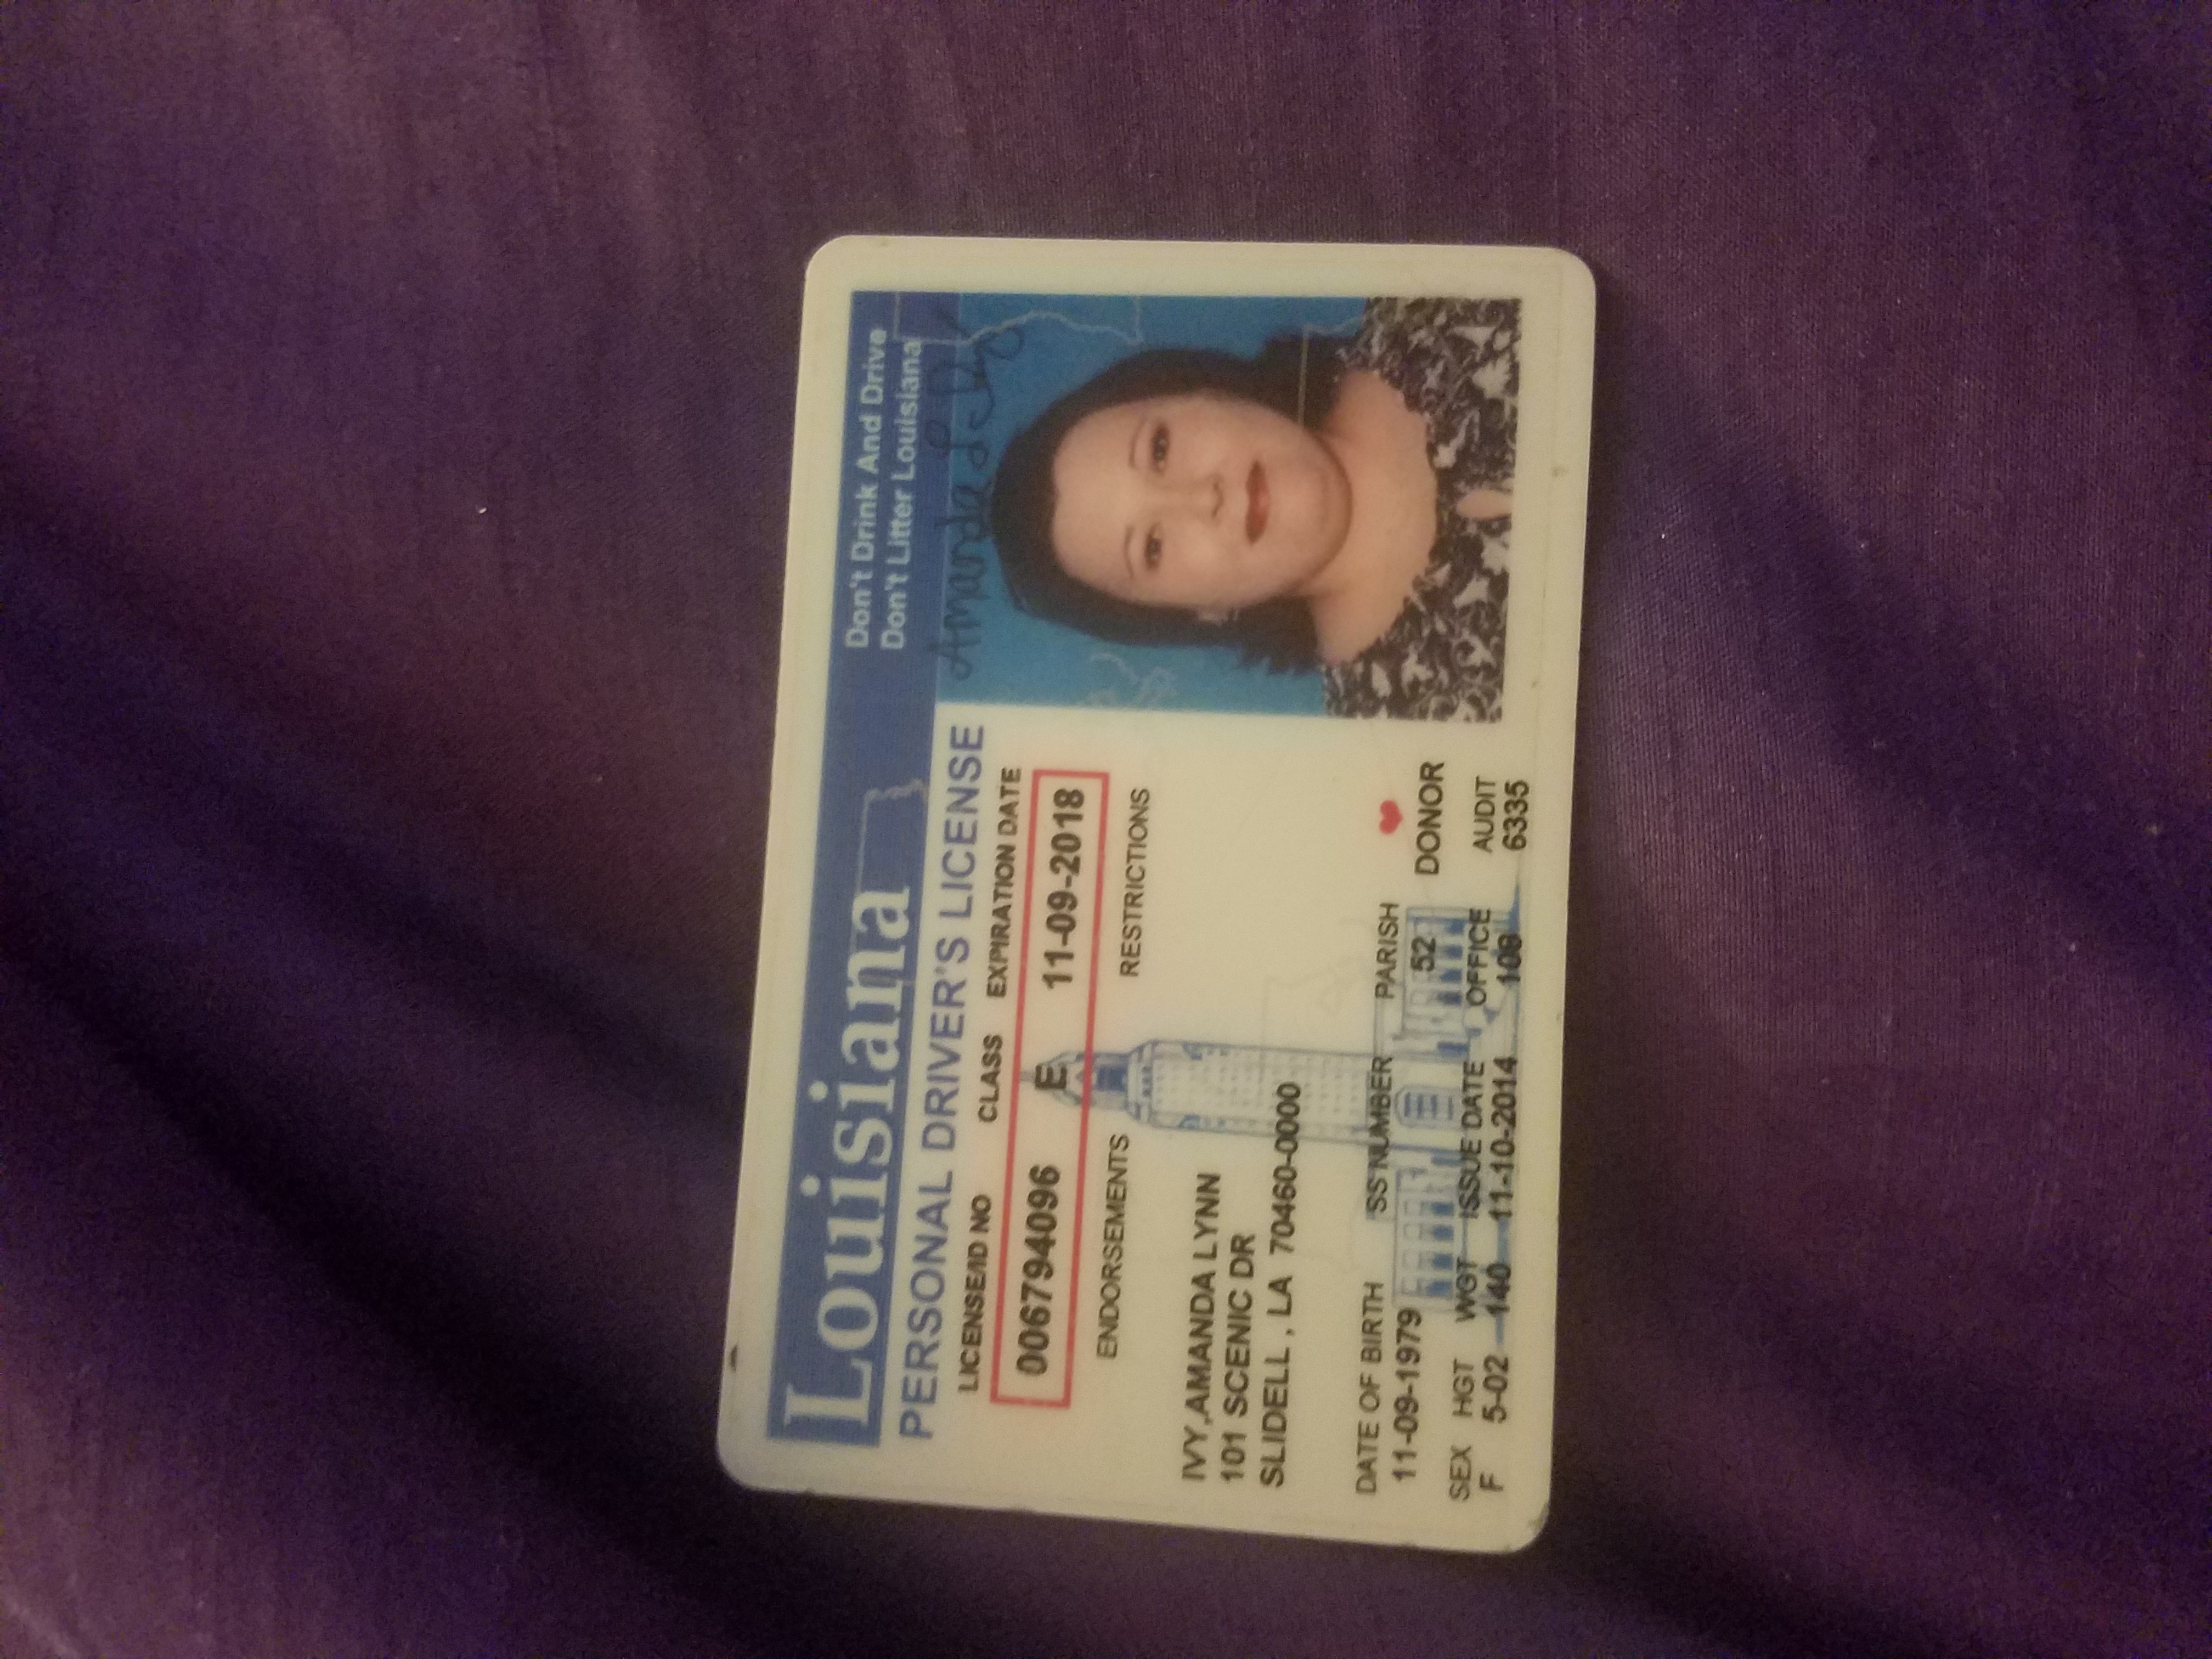 Louisiana
Don't Drink And Drive
Don't Litter Louisiana
PERSONAL DRIVER'S LICENSE
Amanda L. Ivy
LICENSE/ID NO CLASS EXPIRATION DATE
006794096 E 11-09-2018
ENDORSEMENTS RESTRICTIONS
IVY,AMANDA LYNN
101 SCENIC DR
SLIDELL , LA 70460-0000
DATE OF BIRTH SS NUMBER PARISH
11-09-1979 52 DONOR
SEX HGT WGT ISSUE DATE OFFICE AUDIT
F 5-02 140 11-10-2014 108 6335